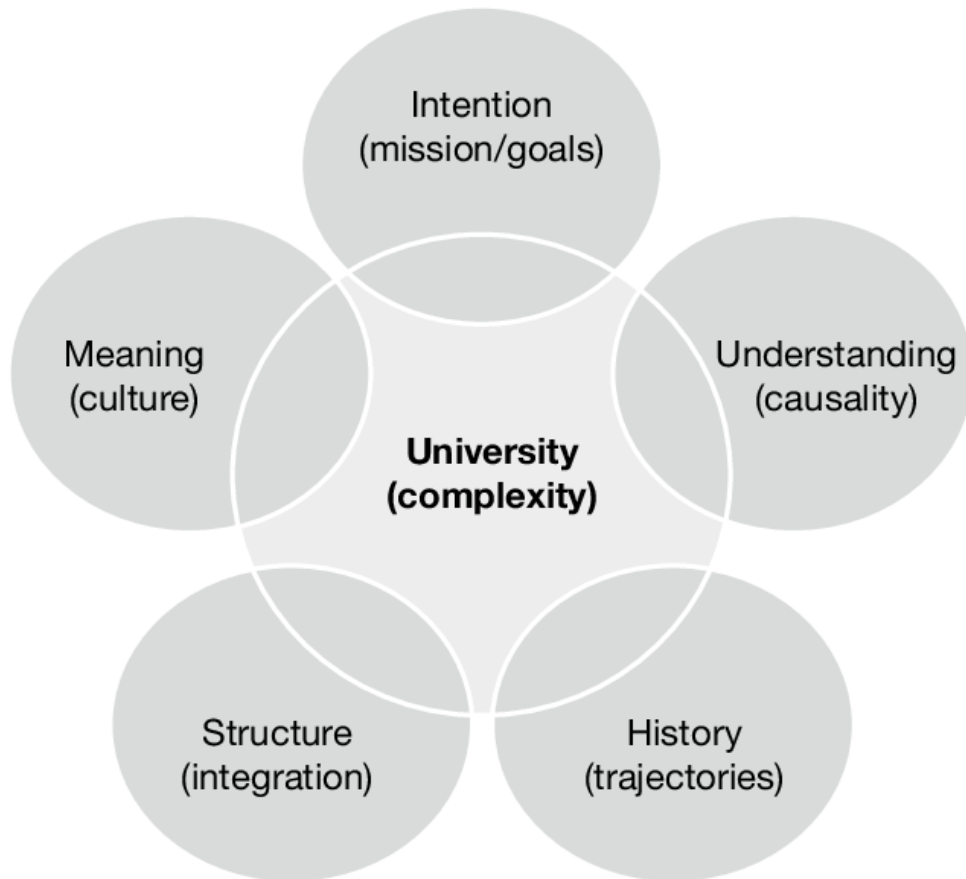 Intention
(mission/goals)
Meaning
(culture)
Understanding
(causality)
University
(complexity)
Structure
(integration)
History
(trajectories)